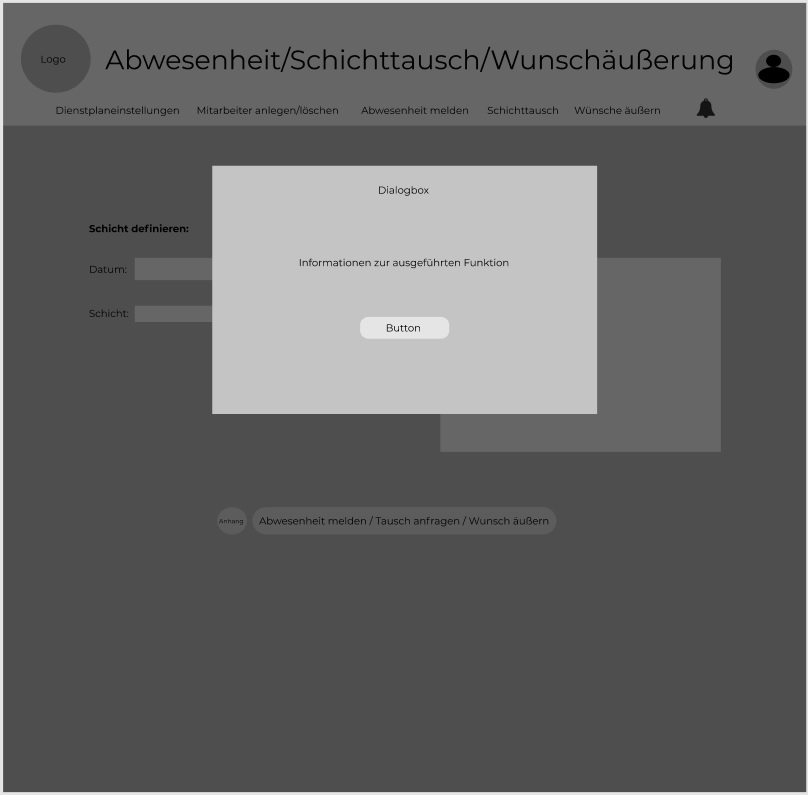 Logo
Abwesenheit/Schichttausch/Wunschäußerung
Dienstplaneinstellungen Mitarbeiter anlegen/löschen Abwesenheit melden Schichttausch Wünsche äußern
Dialogbox
Schicht definieren:
Informationen zur ausgeführten Funktion
Datum:
Schicht:
Button
Anhang
Abwesenheit melden / Tausch anfragen / Wunsch äußern